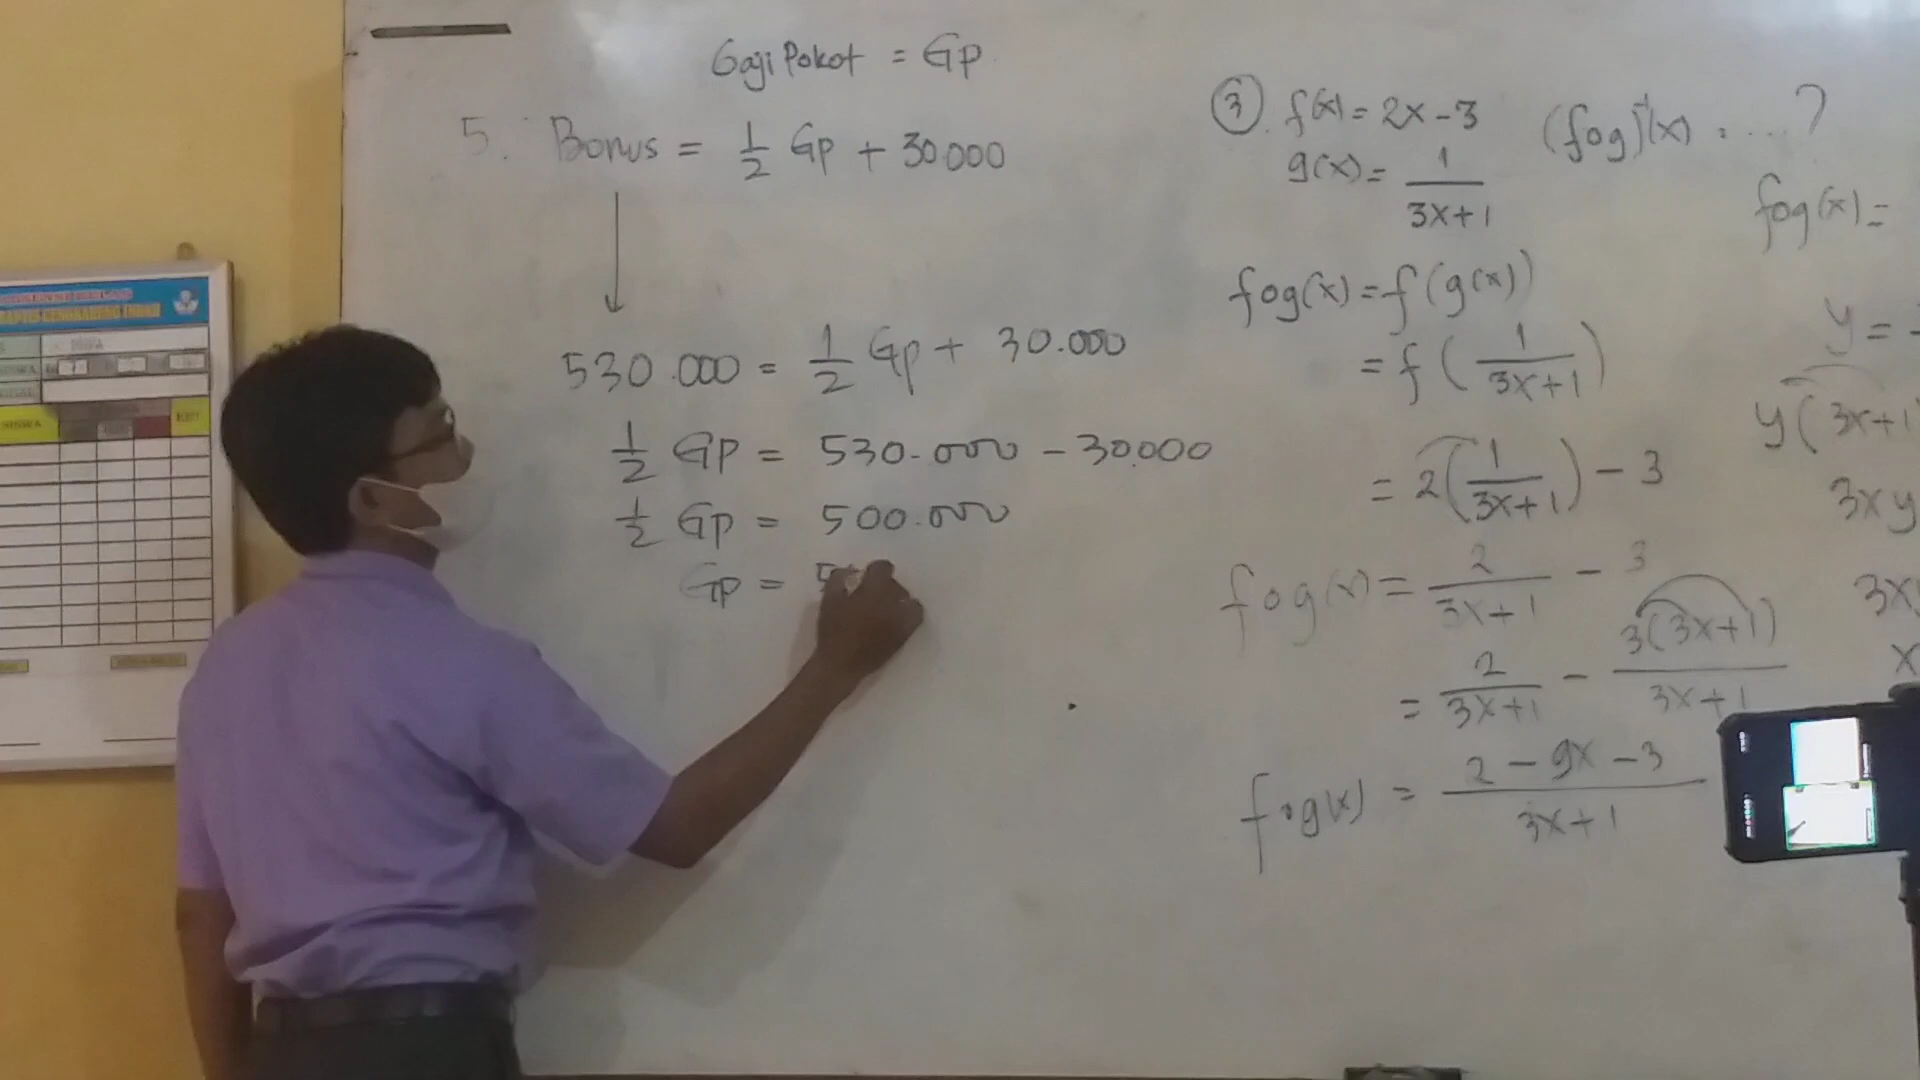 Gaji Pokok = Gp
5. Bonus = 1/2 Gp + 30.000
530.000 = 1/2 Gp + 30.000
1/2 Gp = 530.000 - 30.000
1/2 Gp = 500.000
Gp =
3. f(x) = 2x - 3
(fog)⁻¹(x) = .... ?
g(x) = 1/(3x+1)
fog(x) = f(g(x))
= f(1/(3x+1))
= 2(1/(3x+1)) - 3
fog(x) = 2/(3x+1) - 3
= 2/(3x+1) - 3(3x+1)/(3x+1)
fog(x) = (2 - 9x - 3)/(3x+1)
fog(x) =
y =
y(3x+1
3xy
3x
x